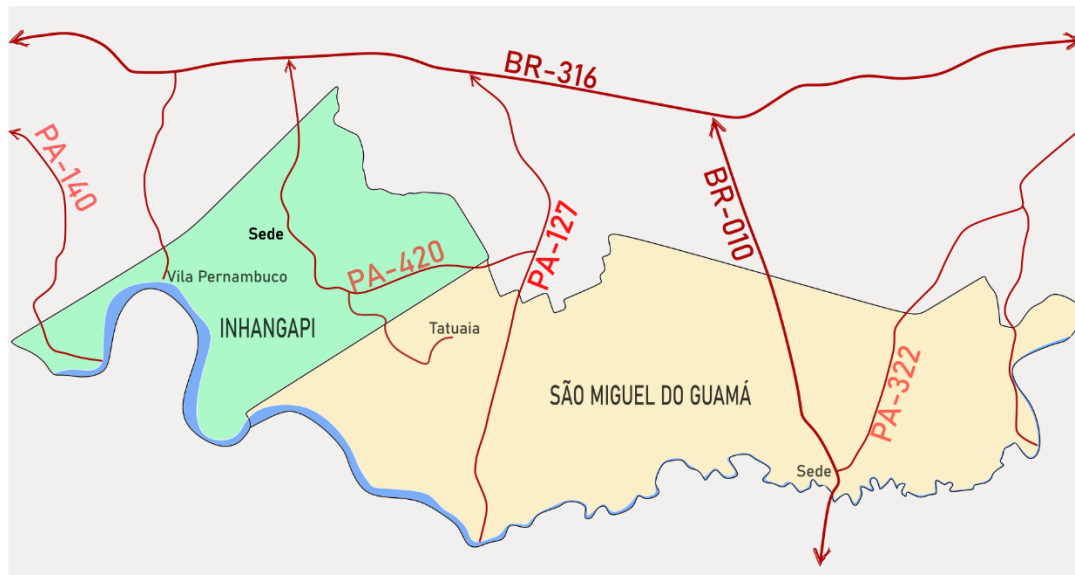 BR-316
PA-140
BR-010
Sede
PA-127
PA-420
Vila Pernambuco
INHANGAPI
Tatuaia
SÃO MIGUEL DO GUAMÁ
PA-322
Sede